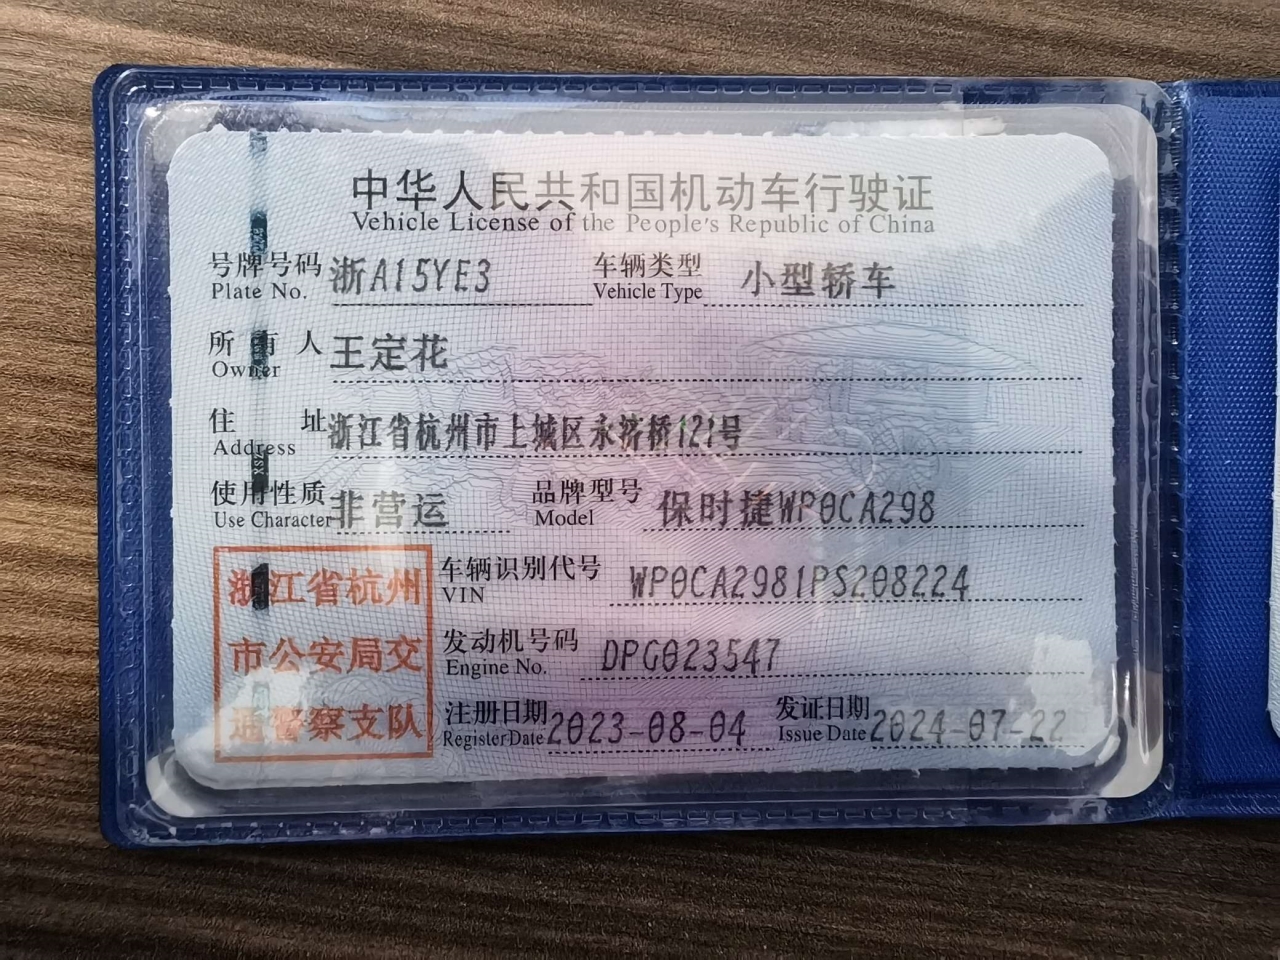 中华人民共和国机动车行驶证
Vehicle License of the People's Republic of China
号牌号码 浙A15YE3 车辆类型 小型轿车
Plate No. Vehicle Type
所有人 王定花
Owner
住址 浙江省杭州市上城区永济桥121号
Address
使用性质 非营运 品牌型号 保时捷WP0CA298
Use Character Model
浙江省杭州
市公安局交
通警察支队
车辆识别代号 WP0CA2981PS208224
VIN
发动机号码 DPG023547
Engine No.
注册日期 2023-08-04 发证日期 2024-07-22
Register Date Issue Date